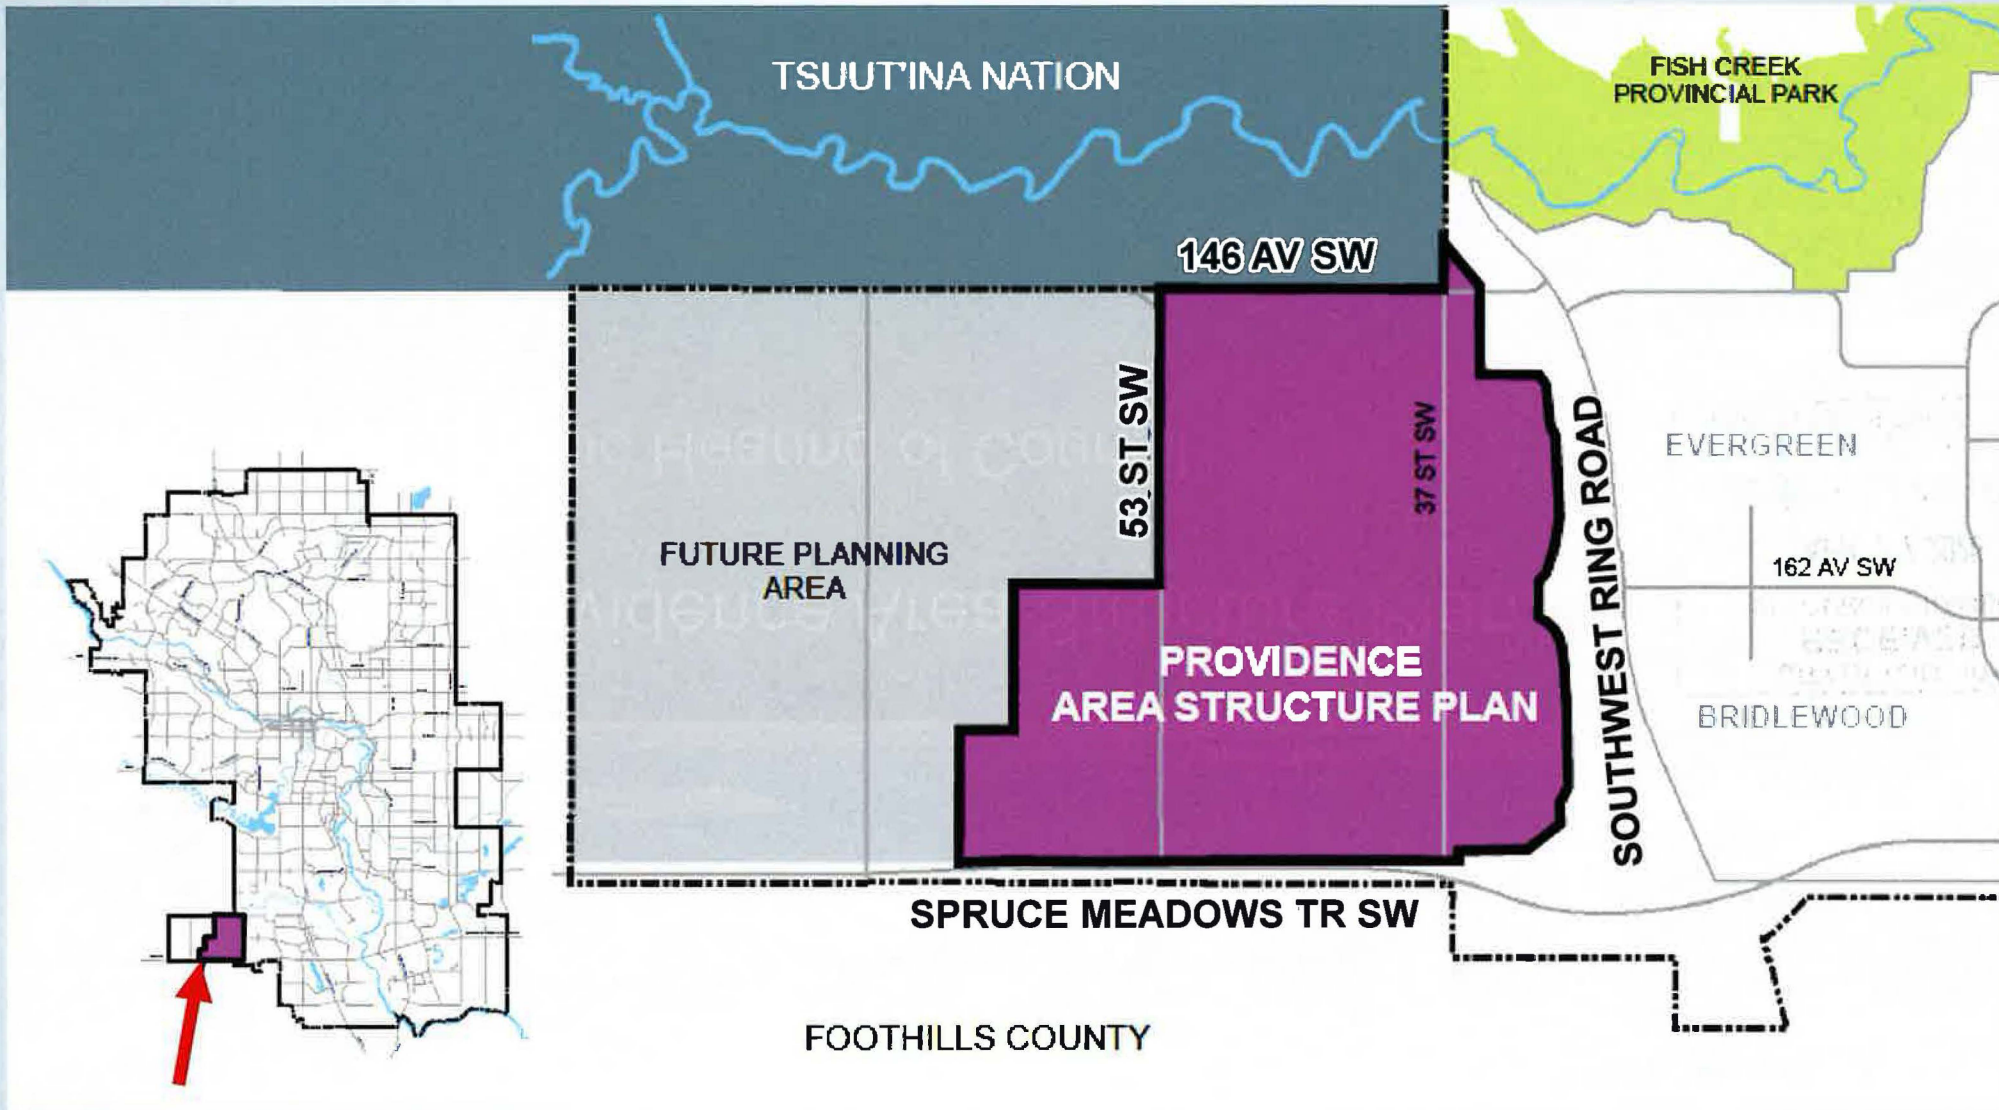 TSUUT'INA NATION
FISH CREEK
PROVINCIAL PARK
146 AV SW
53 ST SW
37 ST SW
SOUTHWEST RING ROAD
EVERGREEN
162 AV SW
FUTURE PLANNING
AREA
PROVIDENCE
AREA STRUCTURE PLAN
BRIDLEWOOD
SPRUCE MEADOWS TR SW
FOOTHILLS COUNTY